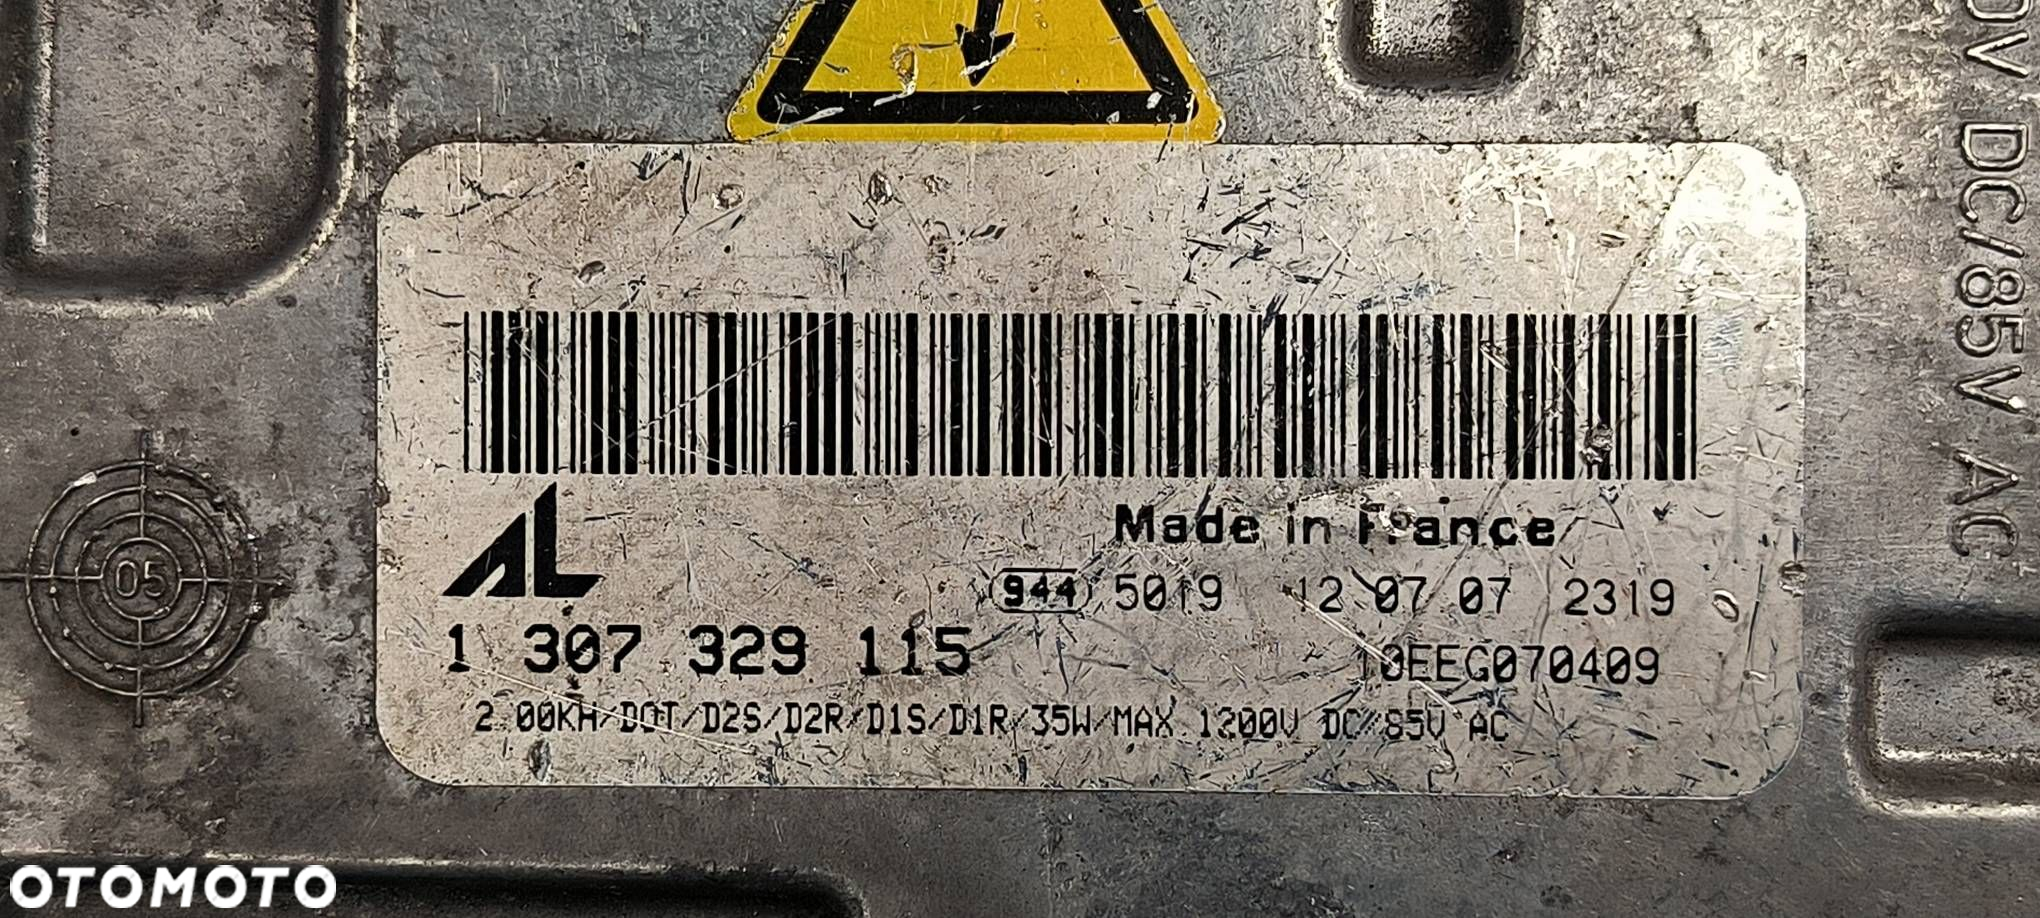 0V DC/85V AC
AL
Made in France
944 5019 12 07 07 2319
1 307 329 115
10EEG070409
2.00KH/DOT/D2S/D2R/D1S/D1R/35W/MAX.1200V DC/85V AC
05
OTOMOTO